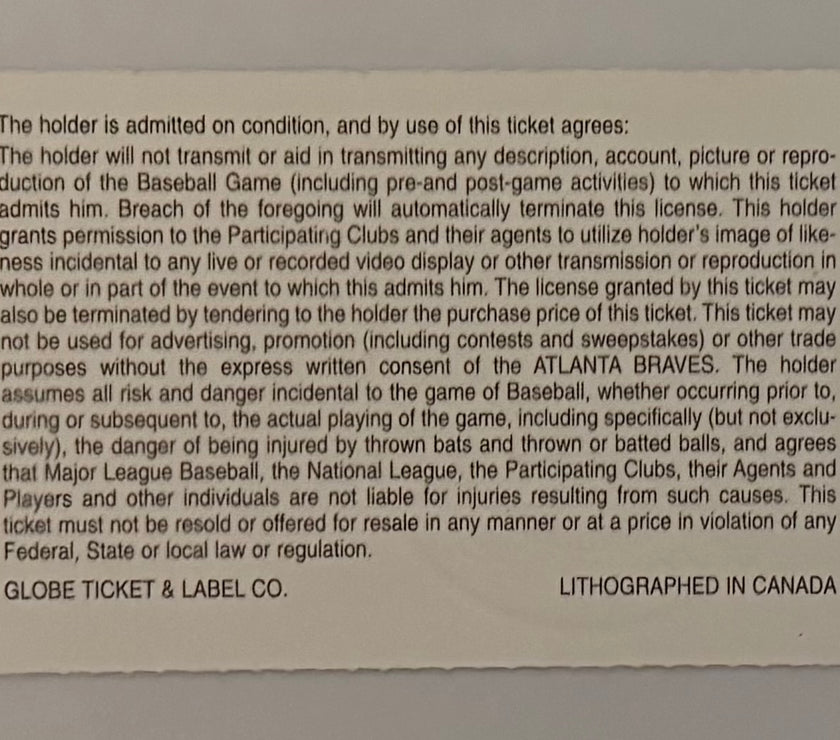 The holder is admitted on condition, and by use of this ticket agrees:
The holder will not transmit or aid in transmitting any description, account, picture or repro-
duction of the Baseball Game (including pre-and post-game activities) to which this ticket
admits him. Breach of the foregoing will automatically terminate this license. This holder
grants permission to the Participating Clubs and their agents to utilize holder's image of like-
ness incidental to any live or recorded video display or other transmission or reproduction in
whole or in part of the event to which this admits him. The license granted by this ticket may
also be terminated by tendering to the holder the purchase price of this ticket. This ticket may
not be used for advertising, promotion (including contests and sweepstakes) or other trade
purposes without the express written consent of the ATLANTA BRAVES. The holder
assumes all risk and danger incidental to the game of Baseball, whether occurring prior to,
during or subsequent to, the actual playing of the game, including specifically (but not exclu-
sively), the danger of being injured by thrown bats and thrown or batted balls, and agrees
that Major League Baseball, the National League, the Participating Clubs, their Agents and
Players and other individuals are not liable for injuries resulting from such causes. This
ticket must not be resold or offered for resale in any manner or at a price in violation of any
Federal, State or local law or regulation.
GLOBE TICKET & LABEL CO. LITHOGRAPHED IN CANADA